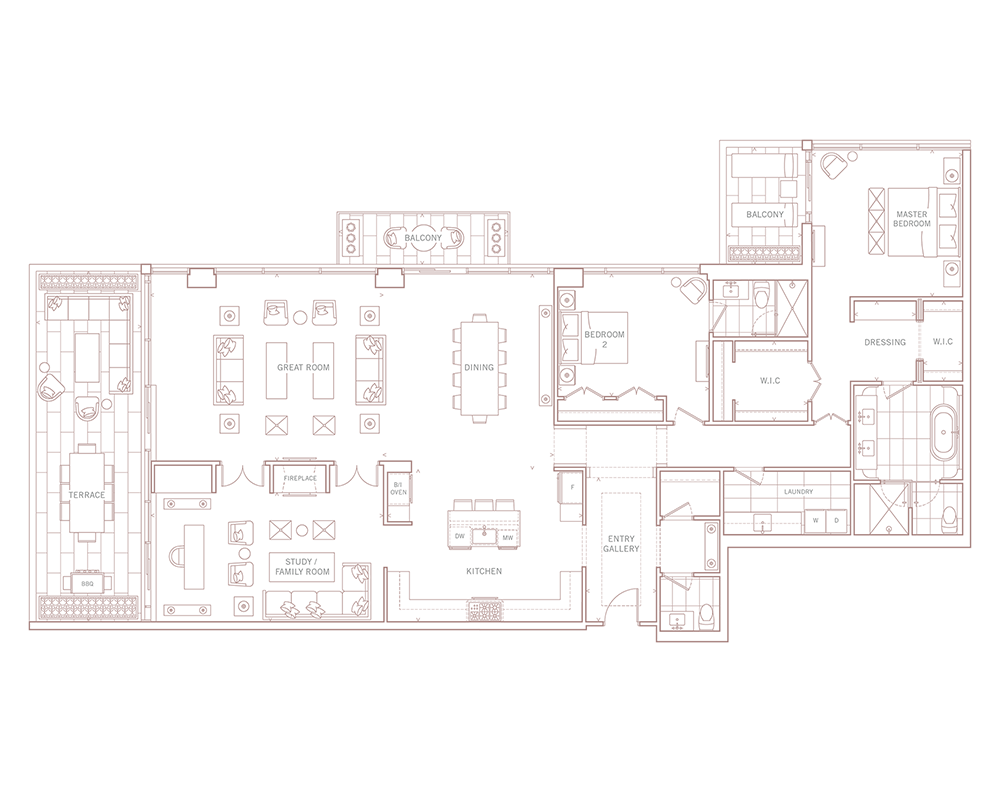 BALCONY
MASTER
BEDROOM
BALCONY
BEDROOM
2
DRESSING
W.I.C
GREAT ROOM
DINING
W.I.C
FIREPLACE
B/I
OVEN
F
LAUNDRY
W
D
TERRACE
DW
MW
ENTRY
GALLERY
STUDY /
FAMILY ROOM
KITCHEN
BBQ